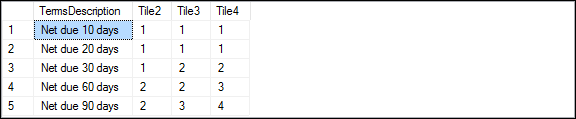 TermsDescription Tile2 Tile3 Tile4
1 Net due 10 days 1 1 1
2 Net due 20 days 1 1 1
3 Net due 30 days 1 2 2
4 Net due 60 days 2 2 3
5 Net due 90 days 2 3 4